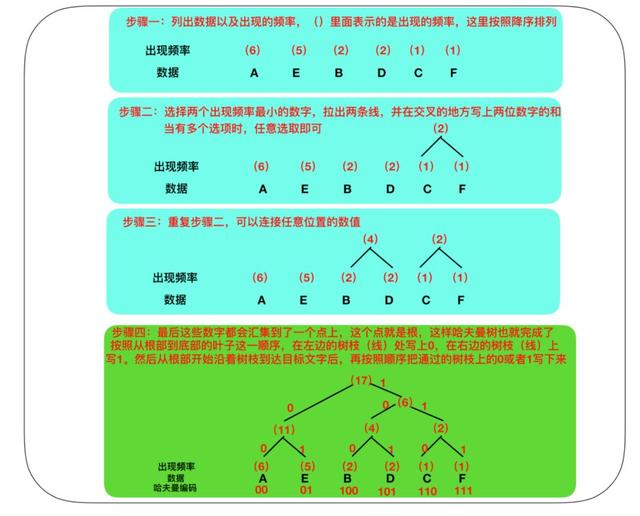 步骤一：列出数据以及出现的频率，（）里面表示的是出现的频率，这里按照降序排列
出现频率 (6) (5) (2) (2) (1) (1)
数据 A E B D C F
步骤二：选择两个出现频率最小的数字，拉出两条线，并在交叉的地方写上两位数字的和
当有多个选项时，任意选取即可
(2)
出现频率 (6) (5) (2) (2) (1) (1)
数据 A E B D C F
步骤三：重复步骤二，可以连接任意位置的数值
(4) (2)
出现频率 (6) (5) (2) (2) (1) (1)
数据 A E B D C F
步骤四：最后这些数字都会汇集到了一个点上，这个点就是根，这样哈夫曼树也就完成了
按照从根部到底部的叶子这一顺序，在左边的树枝（线）处写上0，在右边的树枝（线）上
写1。然后从根部开始沿着树枝到达目标文字后，再按照顺序把通过的树枝上的0或者1写下来
(17) 1
0 0 (6) 1
(11) (4) (2)
0 1 0 1 0 1
出现频率 (6) (5) (2) (2) (1) (1)
数据 A E B D C F
哈夫曼编码 00 01 100 101 110 111